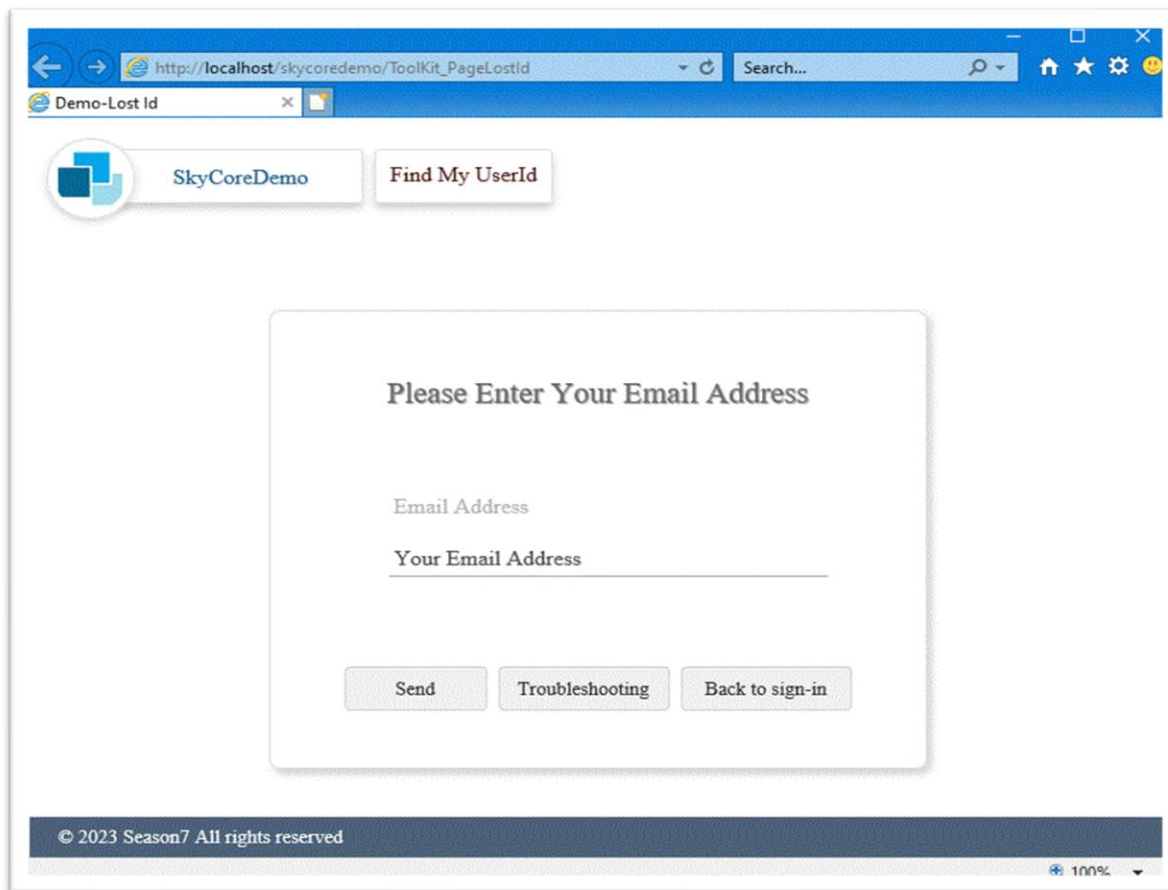 http://localhost/skycoredemo/ToolKit_PageLostId
Search...
Demo-Lost Id
SkyCoreDemo
Find My UserId
Please Enter Your Email Address
Email Address
Your Email Address
Send
Troubleshooting
Back to sign-in
© 2023 Season7 All rights reserved
100%